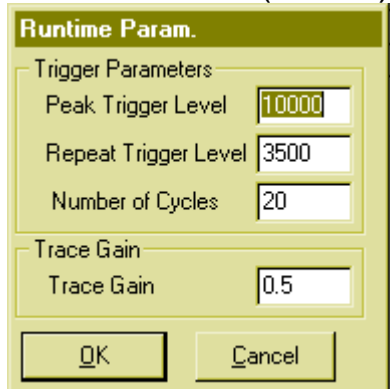 Runtime Param.
Trigger Parameters
Peak Trigger Level 10000
Repeat Trigger Level 3500
Number of Cycles 20
Trace Gain
Trace Gain 0.5
OK Cancel